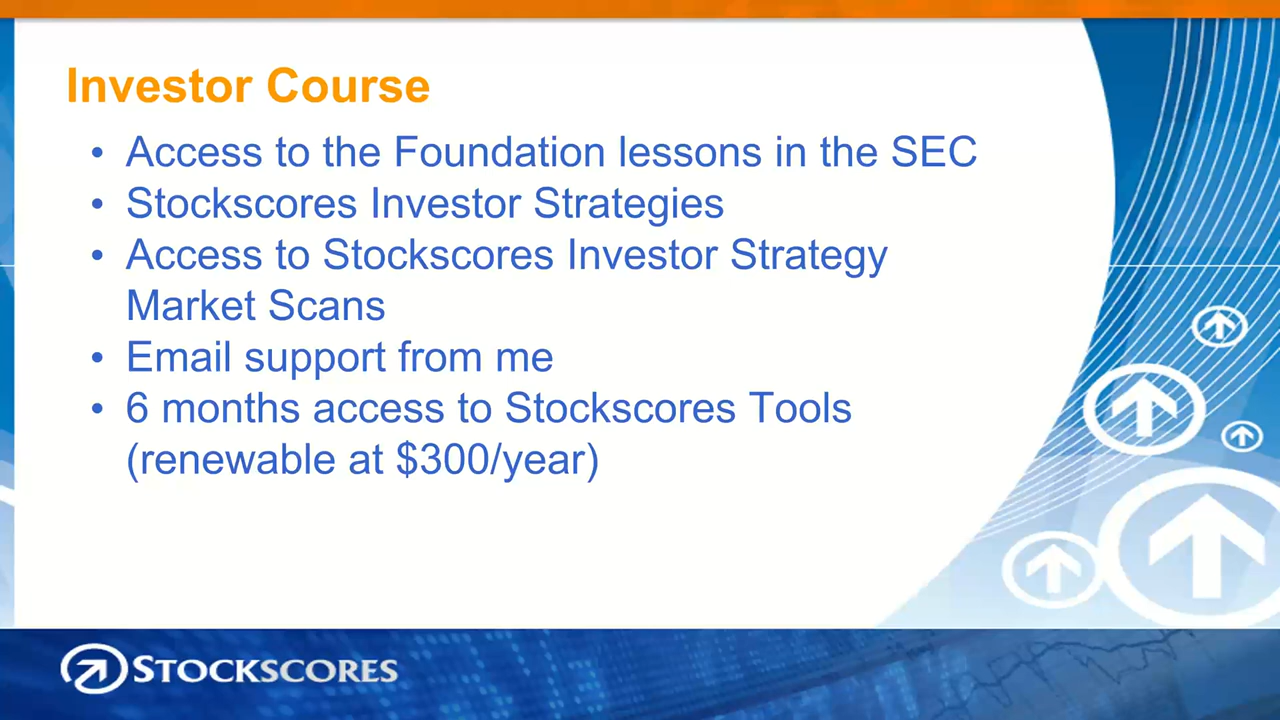 Investor Course
• Access to the Foundation lessons in the SEC
• Stockscores Investor Strategies
• Access to Stockscores Investor Strategy
Market Scans
• Email support from me
• 6 months access to Stockscores Tools
(renewable at $300/year)
STOCKSCORES